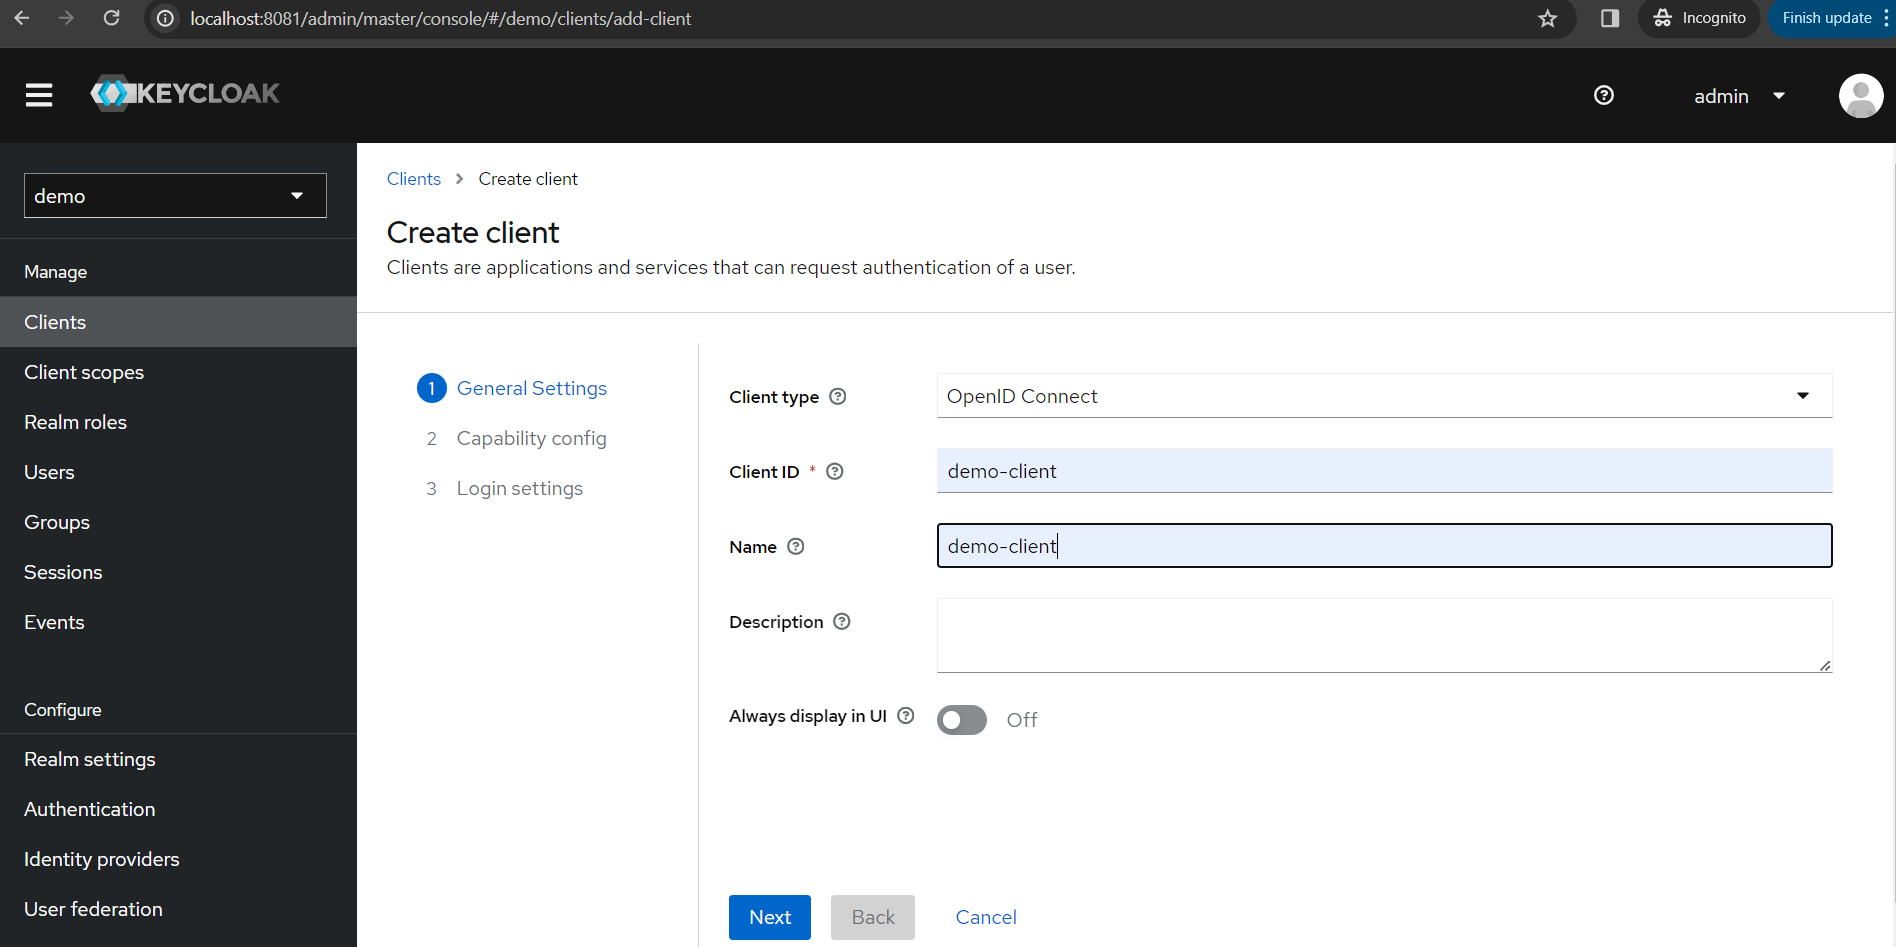 localhost:8081/admin/master/console/#/demo/clients/add-client
Incognito
Finish update
KEYCLOAK
admin
demo
Manage
Clients
Client scopes
Realm roles
Users
Groups
Sessions
Events
Configure
Realm settings
Authentication
Identity providers
User federation
Clients > Create client
Create client
Clients are applications and services that can request authentication of a user.
1 General Settings
2 Capability config
3 Login settings
Client type OpenID Connect
Client ID * demo-client
Name demo-client
Description
Always display in UI Off
Next Back Cancel